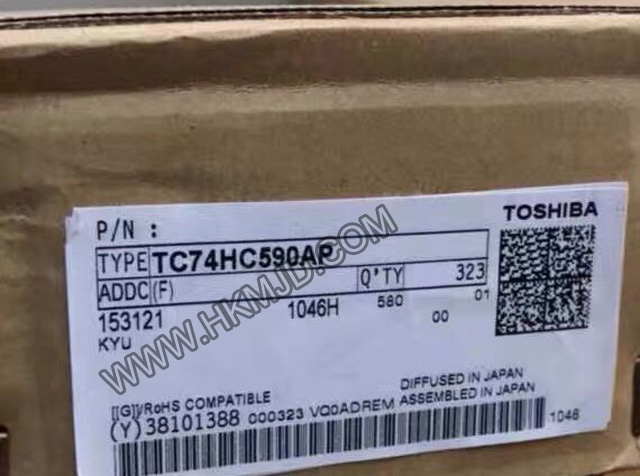 P/N :
TOSHIBA
TYPE TC74HC590AP
ADDC (F) Q'TY 323
153121 1046H 580 01
KYU 00
WWW.HKMJD.COM
DIFFUSED IN JAPAN
[[G]]/RoHS COMPATIBLE ASSEMBLED IN JAPAN
(Y)38101388 000323 VQ0ADREM
1046